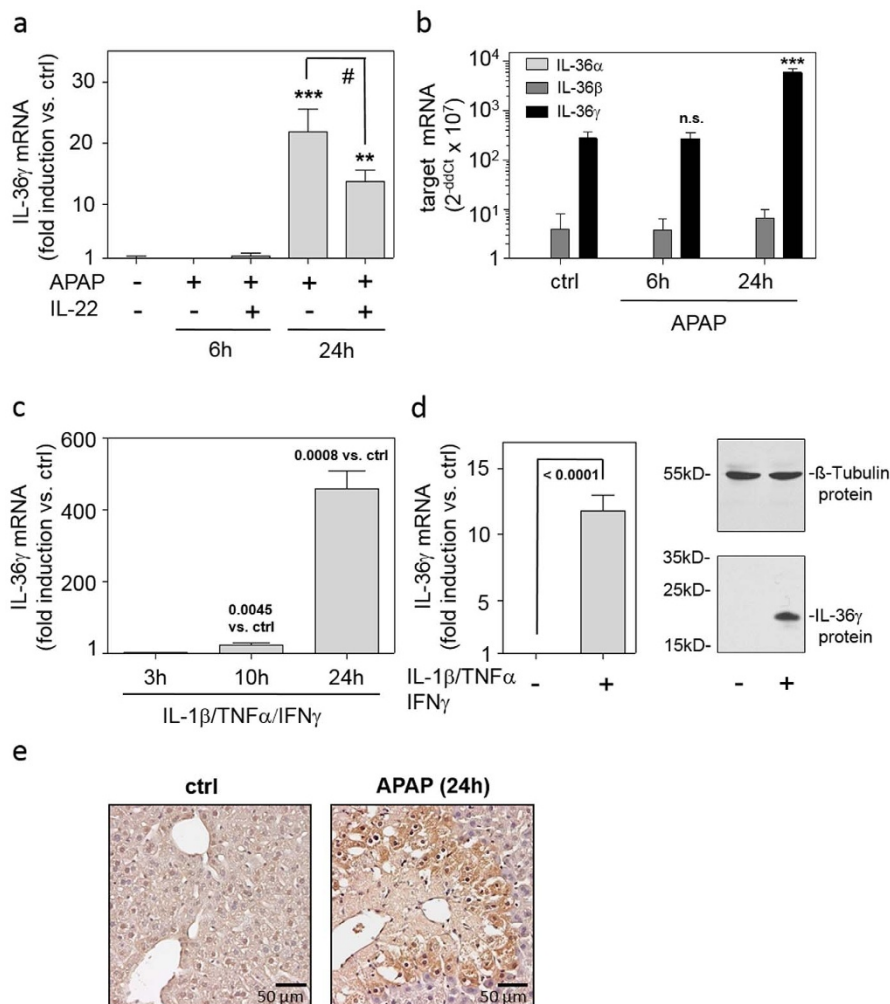 a
IL-36γ mRNA
(fold induction vs. ctrl)
30
20
10
1
***
#
**
APAP - + + + +
IL-22 - - + - +
6h 24h
b
target mRNA
(2-ddCt x 10⁷)
10⁴
10³
10²
10¹
1
IL-36α
IL-36β
IL-36γ
n.s.
***
ctrl 6h 24h
APAP
c
IL-36γ mRNA
(fold induction vs. ctrl)
600
400
200
1
0.0045
vs. ctrl
0.0008 vs. ctrl
3h 10h 24h
IL-1β/TNFα/IFNγ
d
IL-36γ mRNA
(fold induction vs. ctrl)
15
12
10
5
1
< 0.0001
IL-1β/TNFα
IFNγ
- +
55kD-
-ß-Tubulin
protein
35kD-
25kD-
15kD-
-IL-36γ
protein
- +
e
ctrl APAP (24h)
50 µm 50 µm